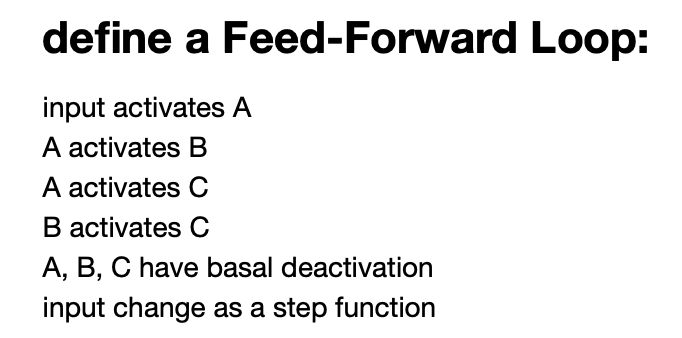 define a Feed-Forward Loop:
input activates A
A activates B
A activates C
B activates C
A, B, C have basal deactivation
input change as a step function